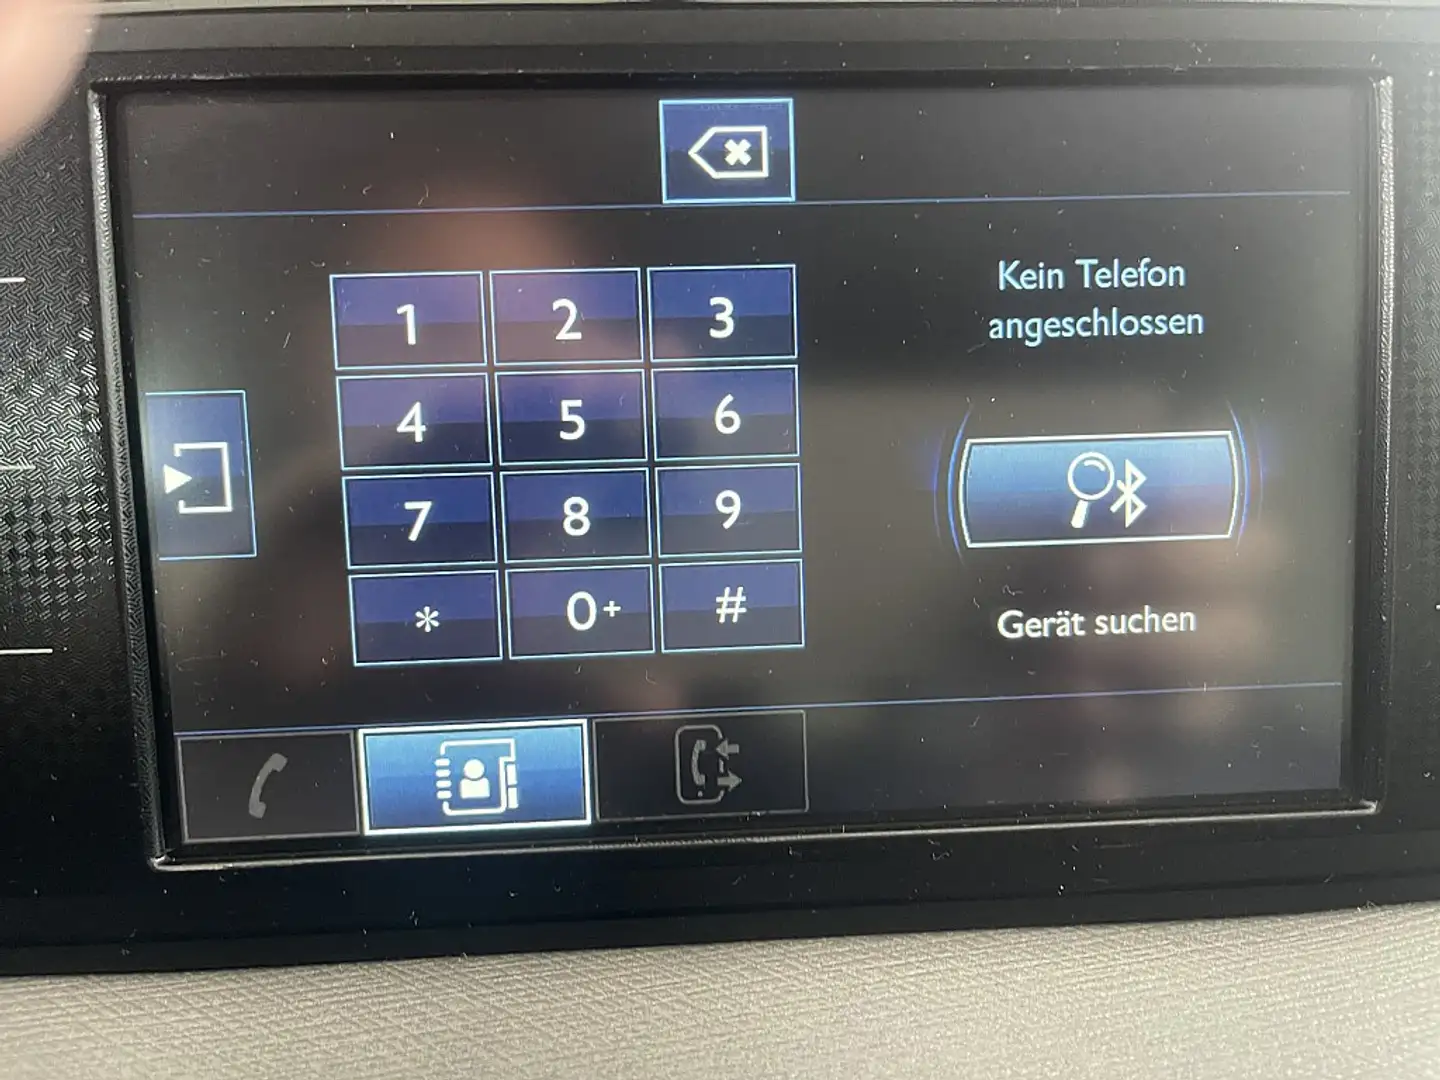 1 2 3
Kein Telefon
angeschlossen
4 5 6
7 8 9
* 0+ #
Gerät suchen